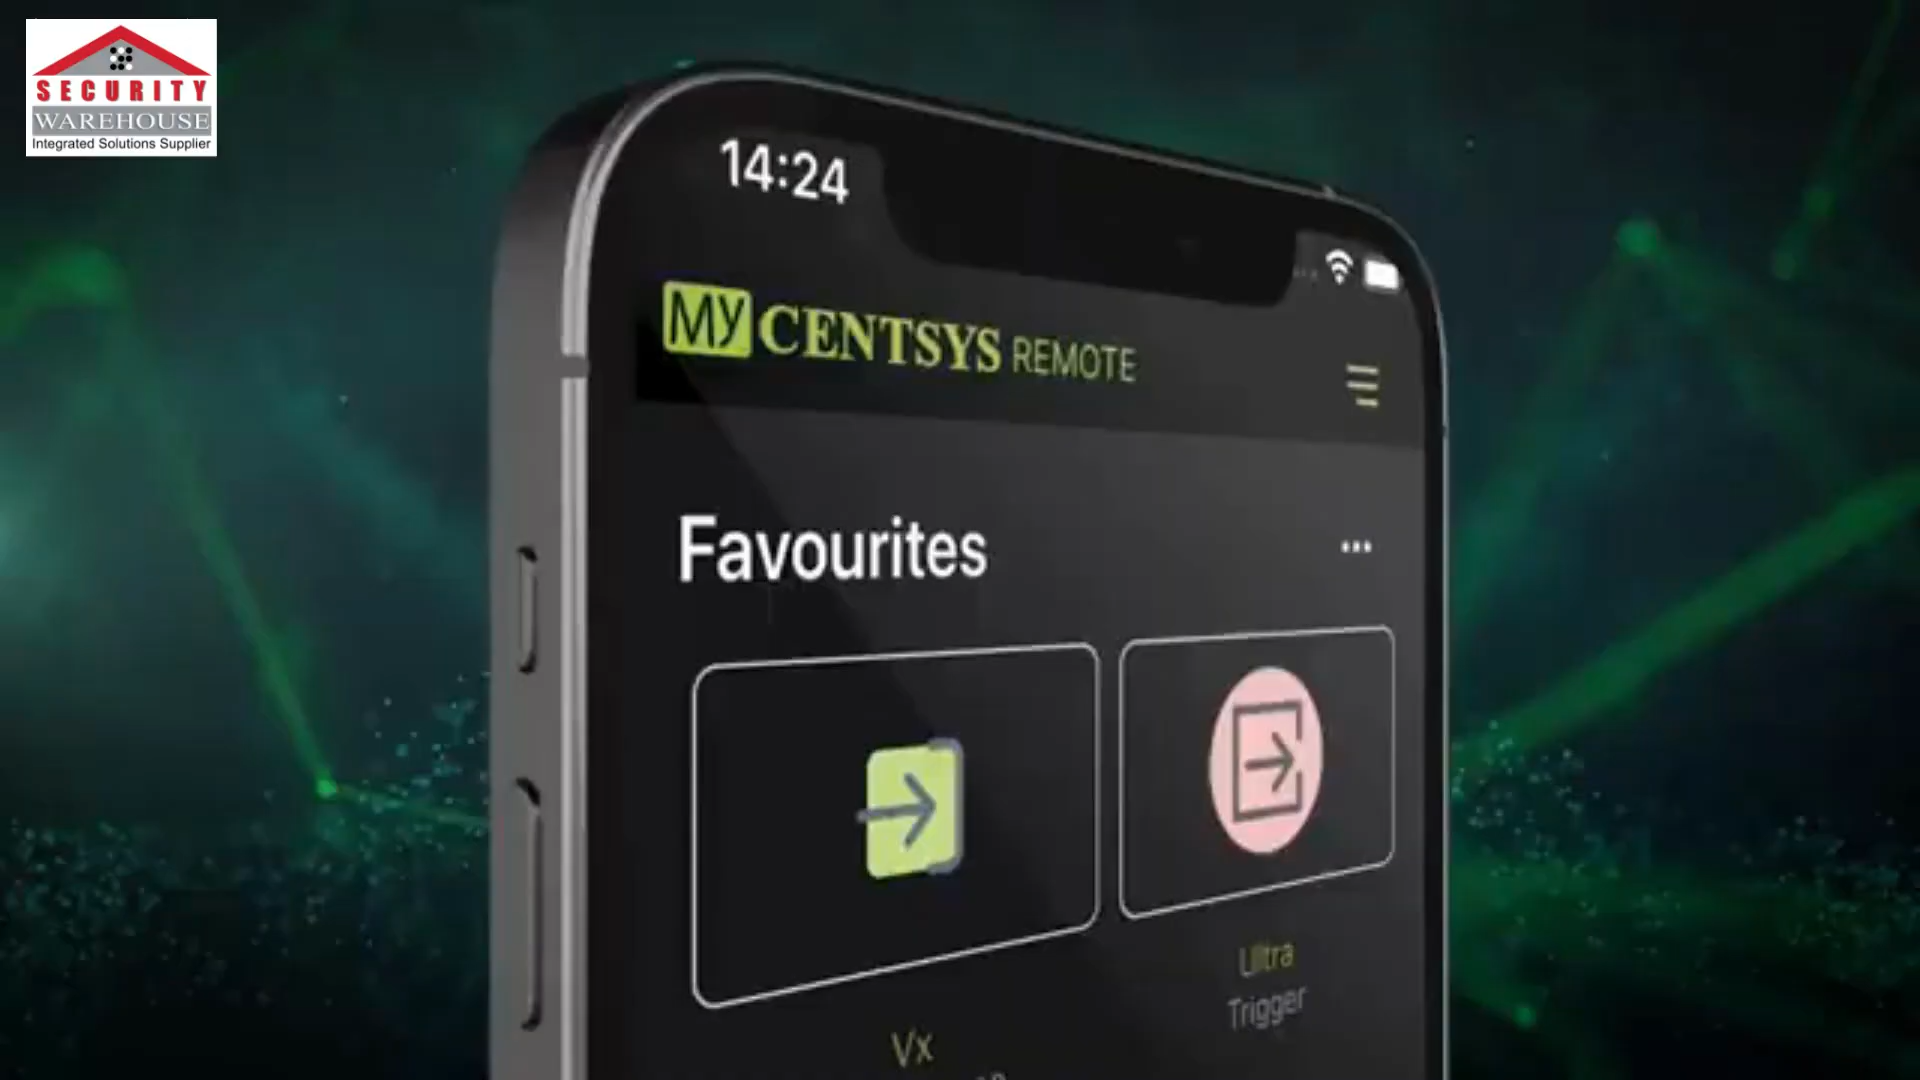 SECURITY
WAREHOUSE
Integrated Solutions Supplier
14:24
My CENTSYS REMOTE
Favourites
Ultra
Trigger
Vx